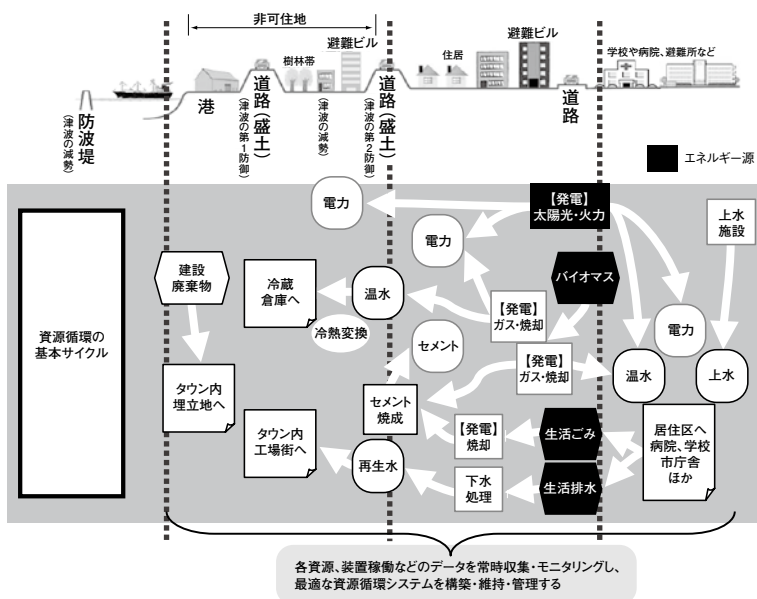 非可住地
避難ビル
樹林帯
住居
避難ビル
学校や病院、避難所など
防波堤
（津波の減勢）
港
道路（盛土）
（津波の第1防御）
（津波の減勢）
道路（盛土）
（津波の第2防御）
道路
エネルギー源
資源循環の
基本サイクル
電力
【発電】
太陽光・火力
上水
施設
電力
建設
廃棄物
冷蔵
倉庫へ
温水
バイオマス
冷熱変換
【発電】
ガス・焼却
セメント
電力
【発電】
ガス・焼却
温水
上水
タウン内
埋立地へ
セメント
焼成
タウン内
工場街へ
再生水
【発電】
焼却
生活ごみ
下水
処理
生活排水
居住区へ
病院、学校
市庁舎
ほか
各資源、装置稼働などのデータを常時収集・モニタリングし、
最適な資源循環システムを構築・維持・管理する